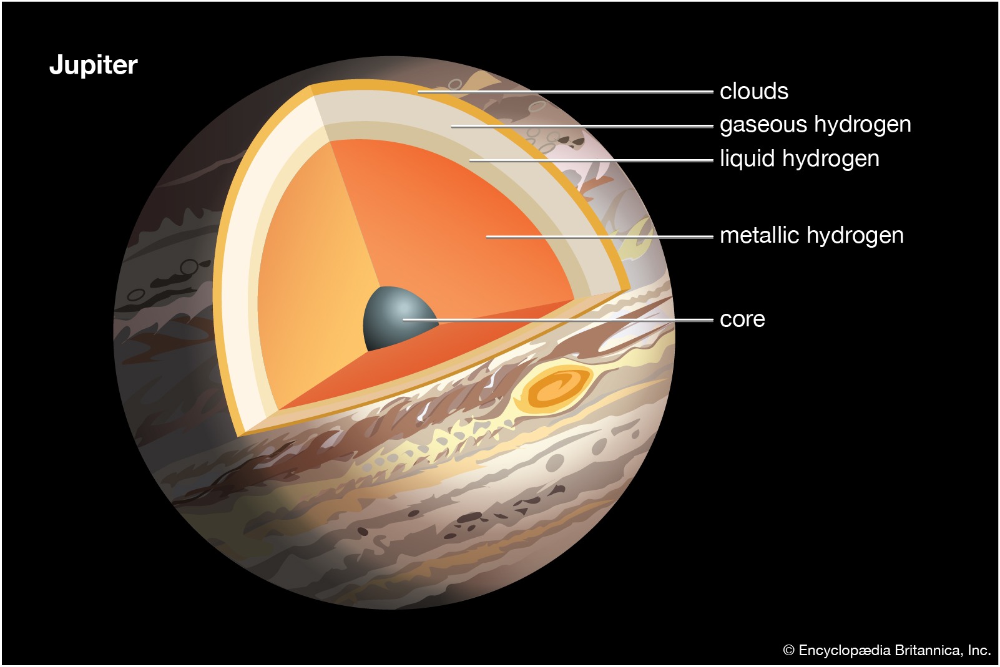 Jupiter
clouds
gaseous hydrogen
liquid hydrogen
metallic hydrogen
core
© Encyclopædia Britannica, Inc.